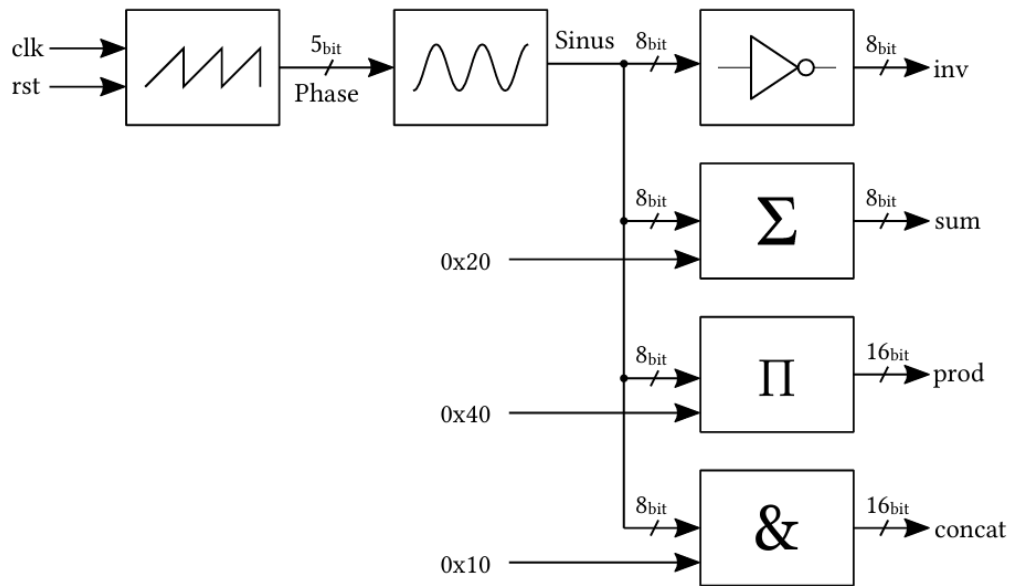 clk
rst
5bit
Phase
Sinus
8bit
8bit
inv
8bit
0x20
Σ
8bit
sum
8bit
0x40
Π
16bit
prod
8bit
0x10
&
16bit
concat